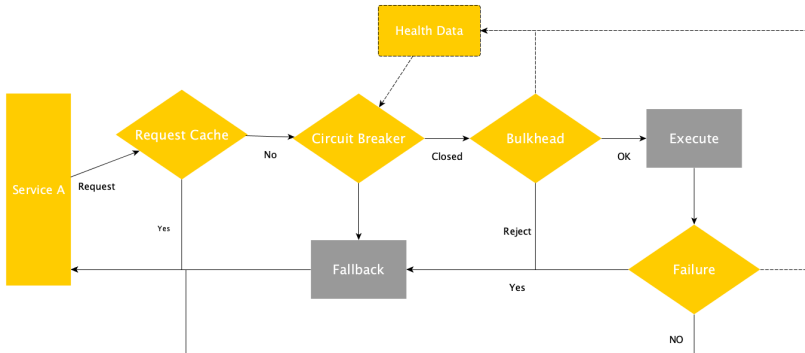 Health Data
Request Cache
Circuit Breaker
Bulkhead
Execute
No
Closed
OK
Service A
Request
Yes
Reject
Fallback
Failure
Yes
NO